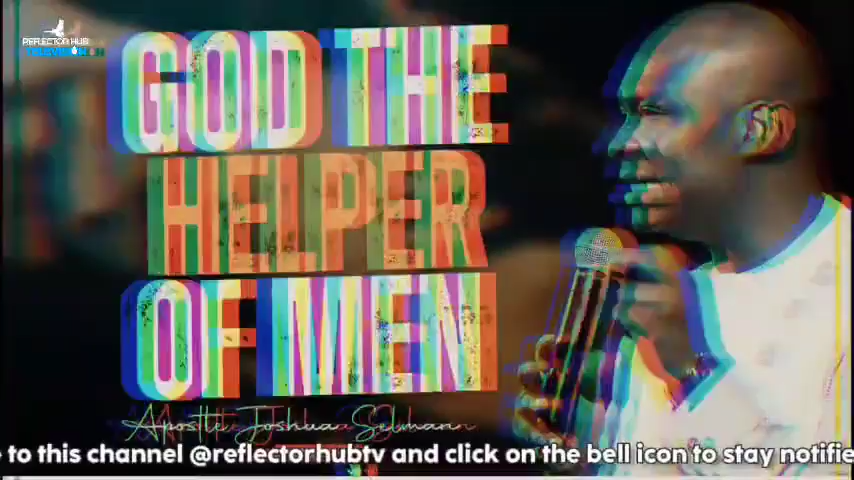 REFLECTOR HUB
TELEVISION
GOD THE
HELPER
OF MEN
Apostle Joshua Selman
to this channel @reflectorhubtv and click on the bell icon to stay notifie